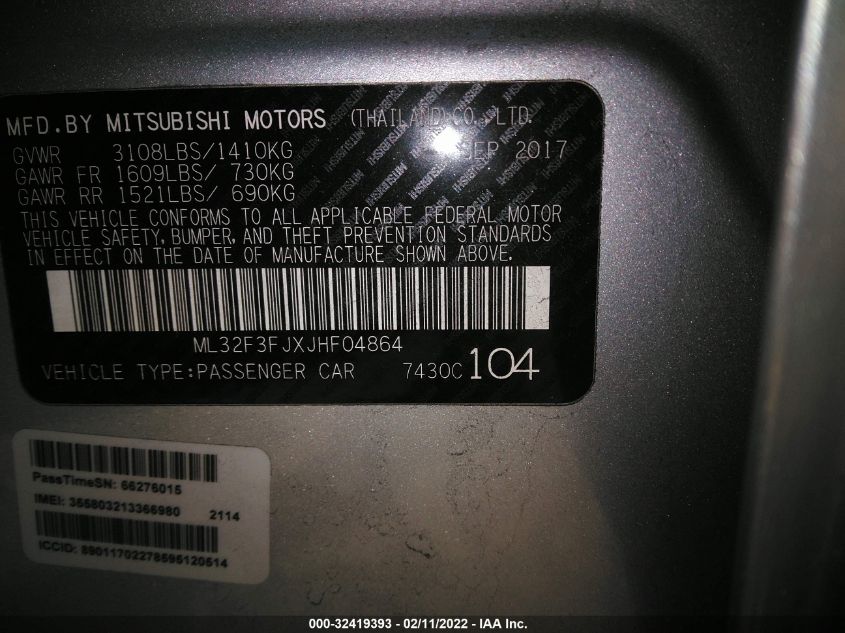 MFD.BY MITSUBISHI MOTORS (THAILAND) CO., LTD.
GVWR 3108LBS/1410KG SEP 2017
GAWR FR 1609LBS/ 730KG
GAWR RR 1521LBS/ 690KG
THIS VEHICLE CONFORMS TO ALL APPLICABLE FEDERAL MOTOR
VEHICLE SAFETY, BUMPER, AND THEFT PREVENTION STANDARDS
IN EFFECT ON THE DATE OF MANUFACTURE SHOWN ABOVE.
ML32F3FJXJHF04864
VEHICLE TYPE:PASSENGER CAR 7430C 104
PassTimeSN: 66276015
IMEI: 355803213366980 2114
ICCID: 89011702278595120514
000-32419393 - 02/11/2022 - IAA Inc.